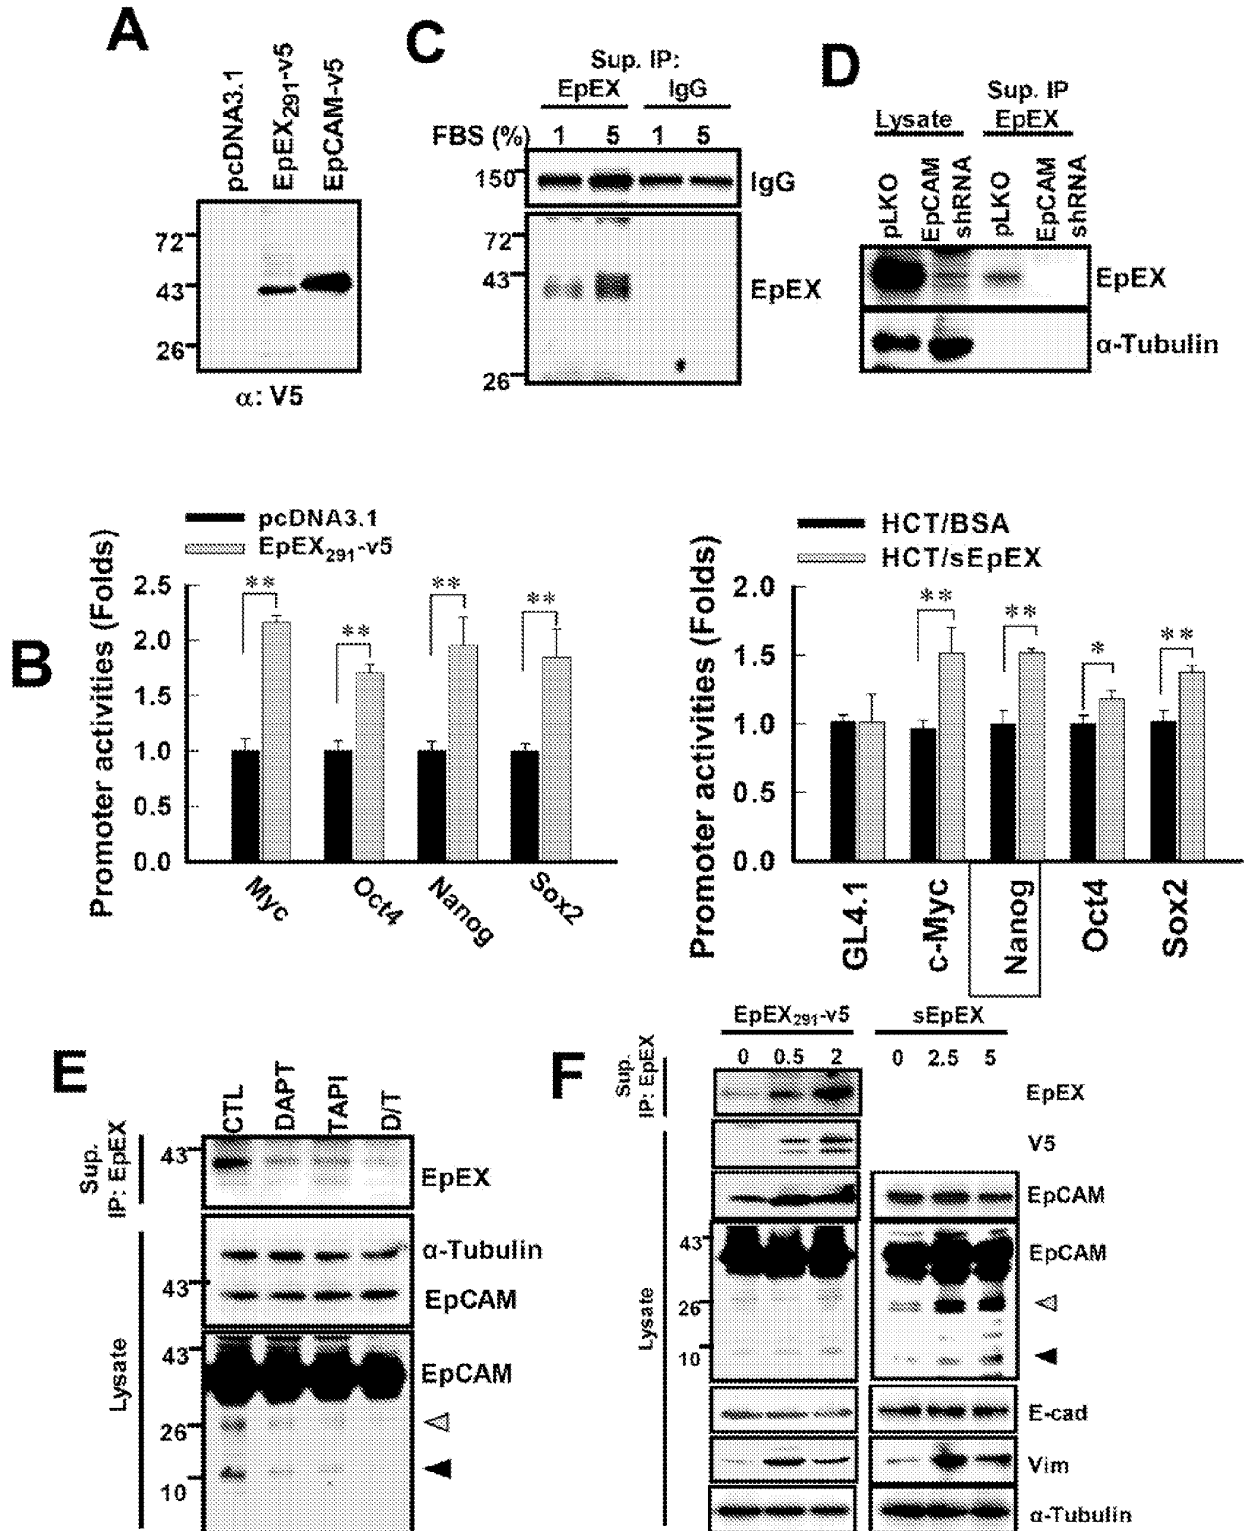 A
pcDNA3.1
EpEX291-v5
EpCAM-v5
72
43
26
α: V5
C
Sup. IP:
EpEX IgG
FBS (%) 1 5 1 5
150 IgG
72
43
EpEX
26
D
Sup. IP
Lysate EpEX
pLKO
EpCAM
shRNA
pLKO
EpCAM
shRNA
EpEX
α-Tubulin
B
pcDNA3.1
EpEX291-v5
Promoter activities (Folds)
2.5
2.0
1.5
1.0
0.5
0.0
** ** ** **
Myc Oct4 Nanog Sox2
HCT/BSA
HCT/sEpEX
Promoter activities (Folds)
2.0
1.5
1.0
0.5
0.0
** ** * **
GL4.1 c-Myc Nanog Oct4 Sox2
E
CTL DAPT TAPI D/T
Sup.
IP: EpEX
43
EpEX
α-Tubulin
43
EpCAM
Lysate
43
EpCAM
26
10
F
EpEX291-v5 sEpEX
0 0.5 2 0 2.5 5
Sup.
IP: EpEX
EpEX
V5
EpCAM
Lysate
43 EpCAM
26
10
E-cad
Vim
α-Tubulin